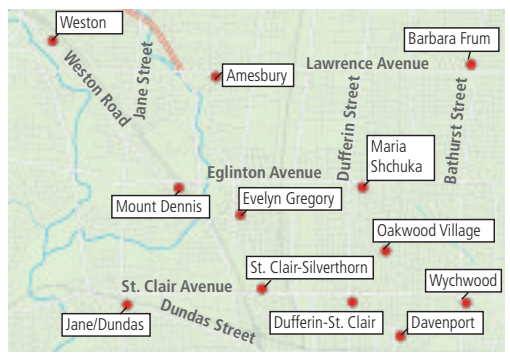 Weston
Barbara Frum
Lawrence Avenue
Amesbury
Weston Road
Jane Street
Dufferin Street
Bathurst Street
Maria
Shchuka
Eglinton Avenue
Mount Dennis
Evelyn Gregory
Oakwood Village
St. Clair-Silverthorn
Wychwood
St. Clair Avenue
Jane/Dundas
Dundas Street
Dufferin-St. Clair
Davenport